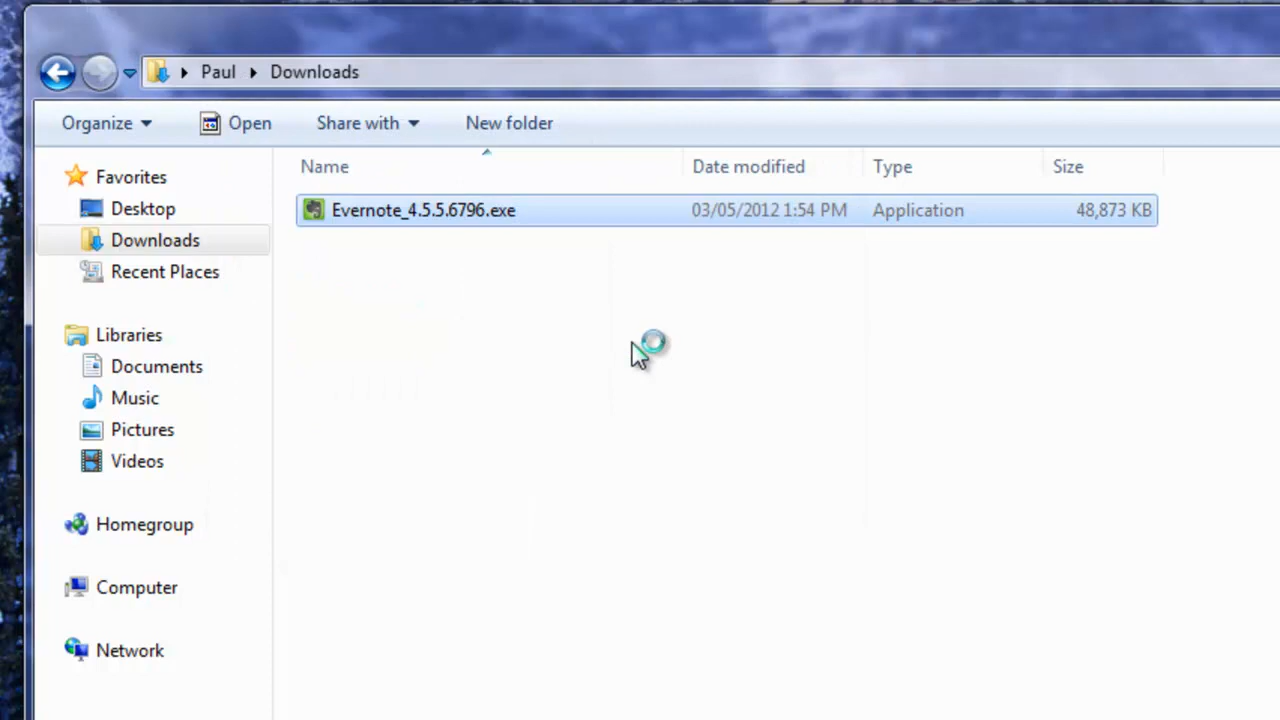 Paul Downloads
Organize Open Share with New folder
Name Date modified Type Size
Evernote_4.5.5.6796.exe 03/05/2012 1:54 PM Application 48,873 KB
Favorites
Desktop
Downloads
Recent Places
Libraries
Documents
Music
Pictures
Videos
Homegroup
Computer
Network